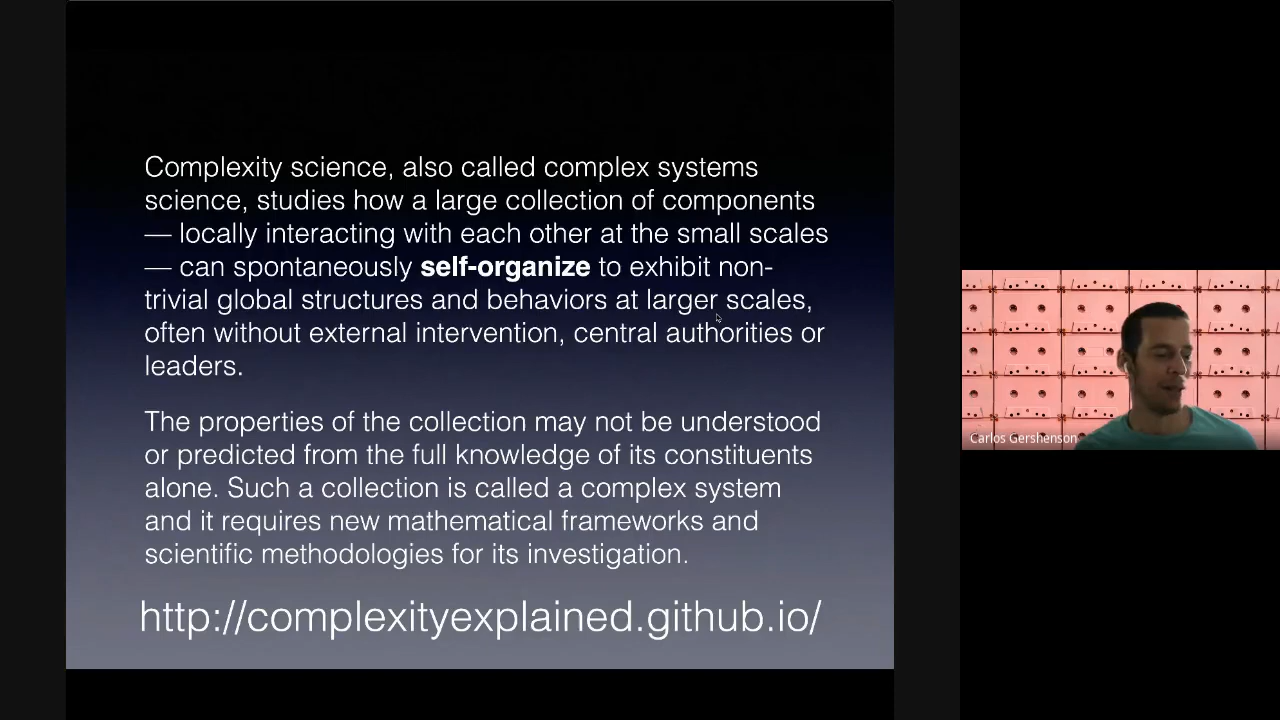 Complexity science, also called complex systems
science, studies how a large collection of components
— locally interacting with each other at the small scales
— can spontaneously self-organize to exhibit non-
trivial global structures and behaviors at larger scales,
often without external intervention, central authorities or
leaders.
The properties of the collection may not be understood
or predicted from the full knowledge of its constituents
alone. Such a collection is called a complex system
and it requires new mathematical frameworks and
scientific methodologies for its investigation.
http://complexityexplained.github.io/
Carlos Gershenson